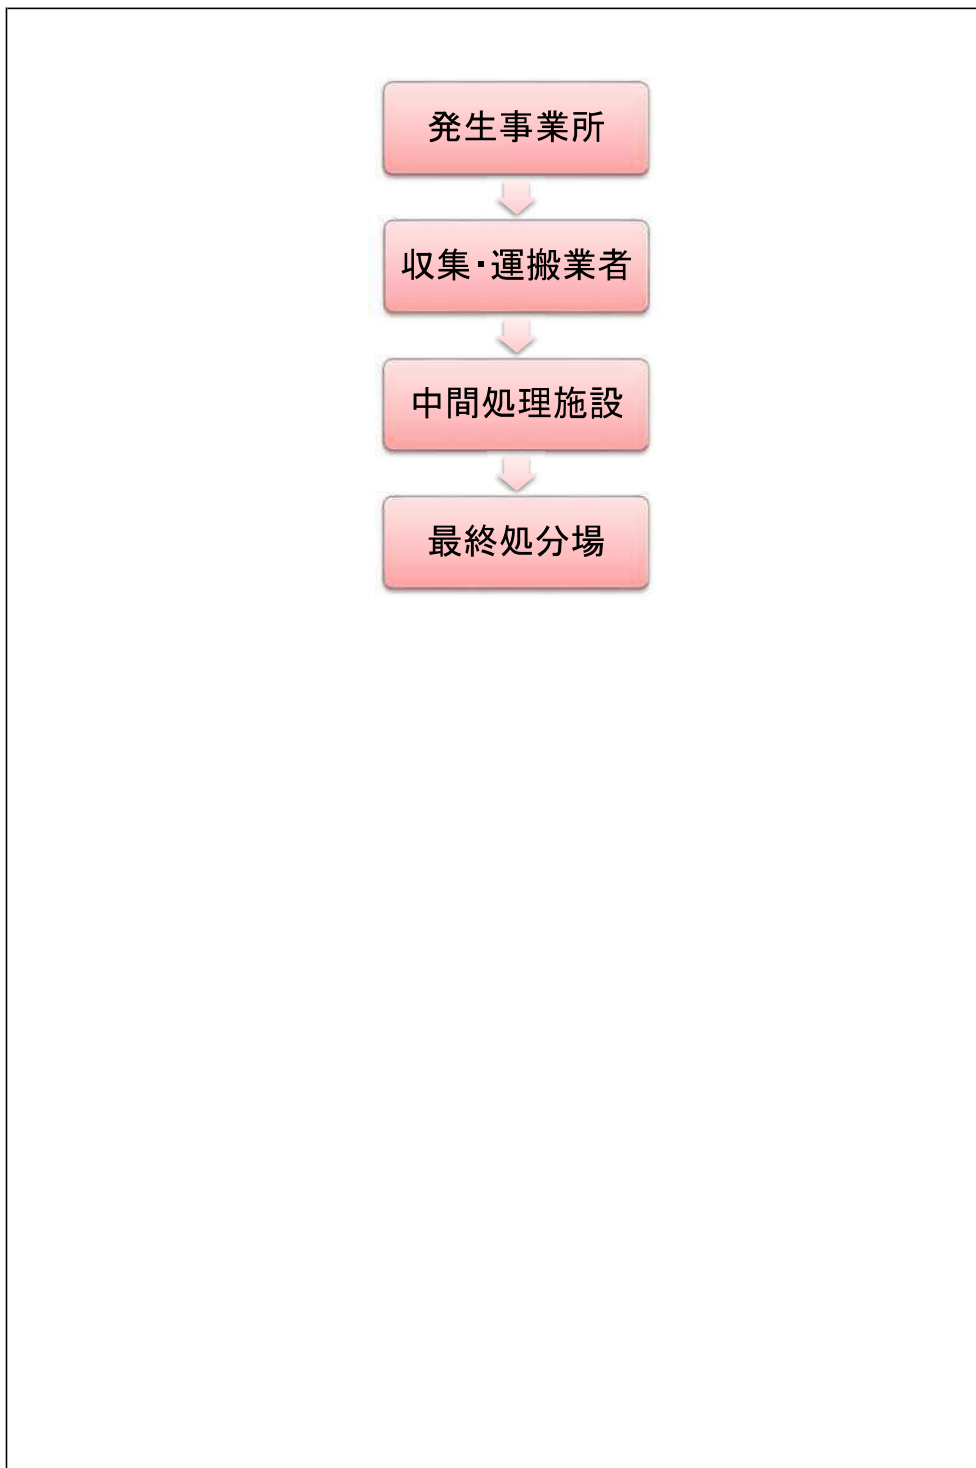 発生事業所
収集・運搬業者
中間処理施設
最終処分場